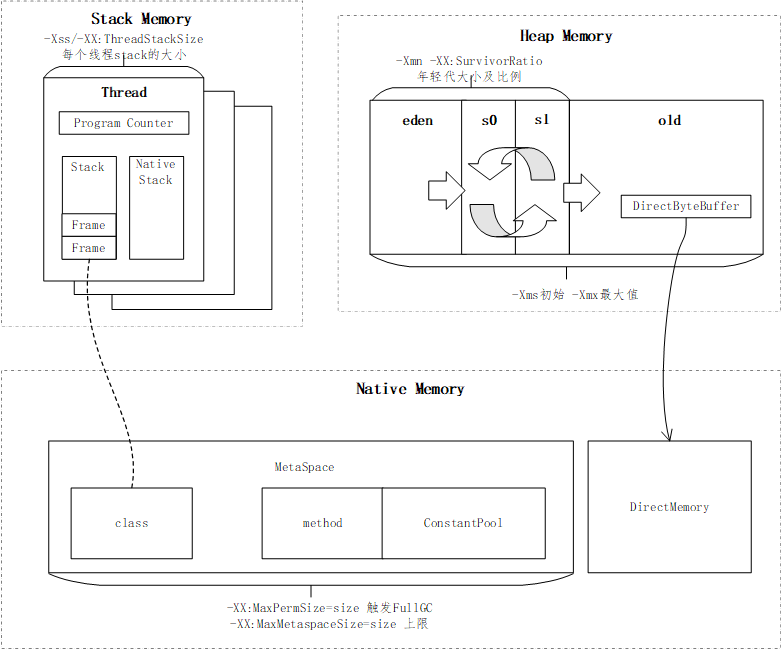 Stack Memory
-Xss/-XX:ThreadStackSize
每个线程stack的大小
Thread
Program Counter
Stack
Native
Stack
Frame
Frame
Heap Memory
-Xmn -XX:SurvivorRatio
年轻代大小及比例
eden
s0
s1
old
DirectByteBuffer
-Xms初始 -Xmx最大值
Native Memory
MetaSpace
class
method
ConstantPool
DirectMemory
-XX:MaxPermSize=size 触发FullGC
-XX:MaxMetaspaceSize=size 上限